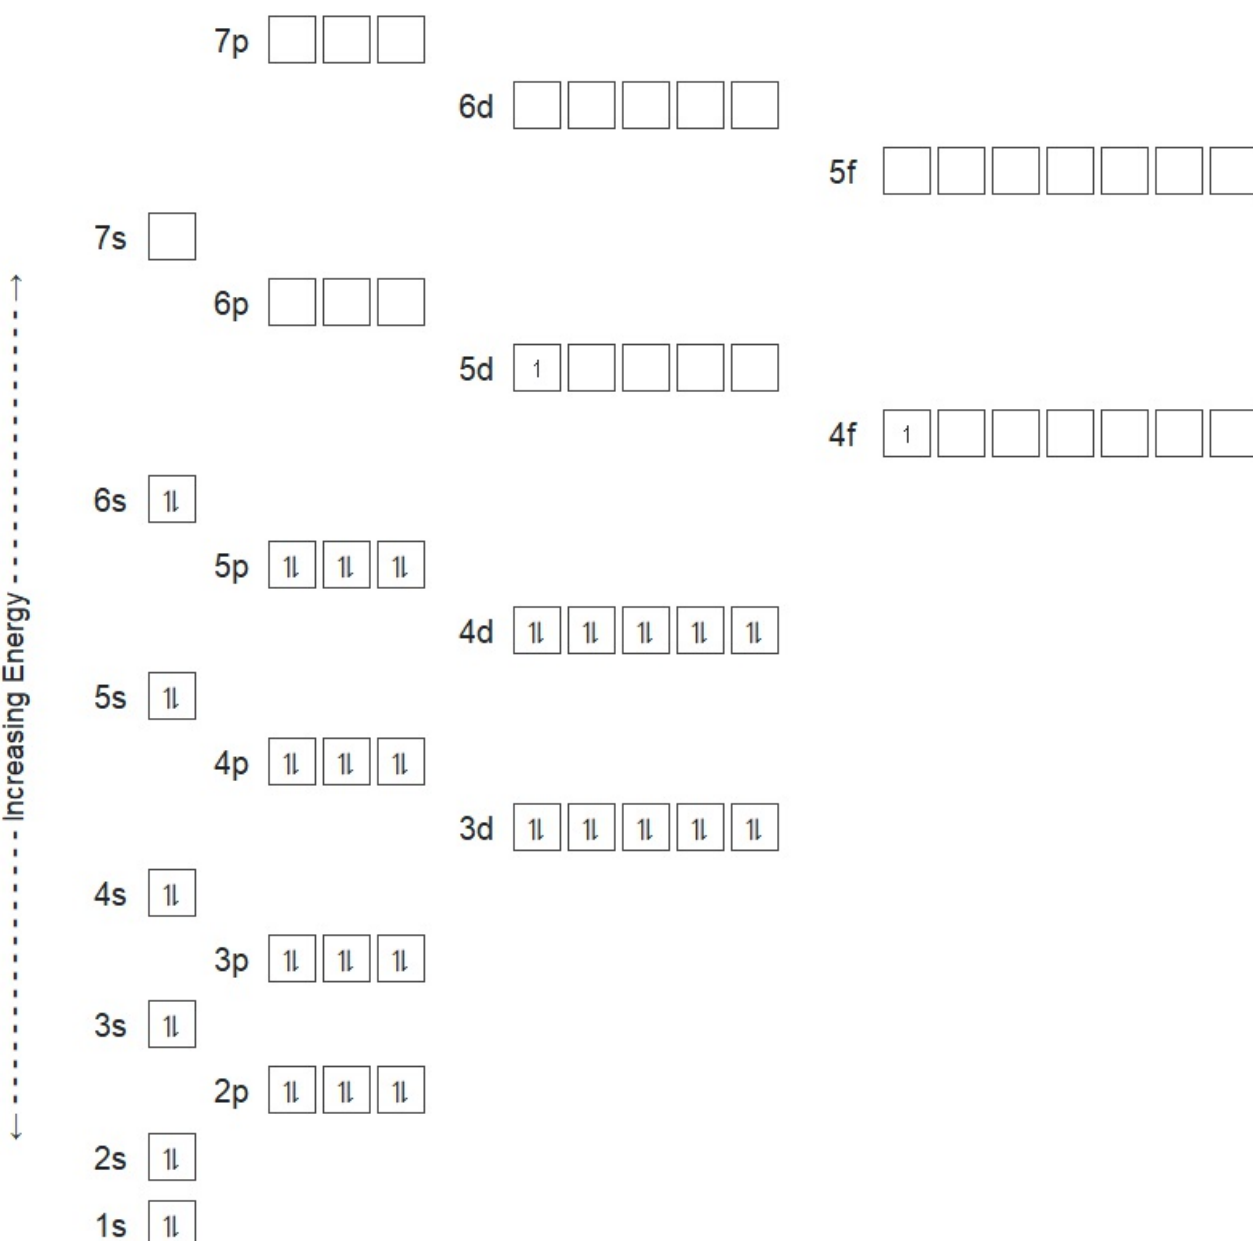 7p
6d
5f
7s
6p
5d 1
4f 1
6s 1l
5p 1l 1l 1l
4d 1l 1l 1l 1l 1l
5s 1l
4p 1l 1l 1l
3d 1l 1l 1l 1l 1l
4s 1l
3p 1l 1l 1l
3s 1l
2p 1l 1l 1l
2s 1l
1s 1l
Increasing Energy